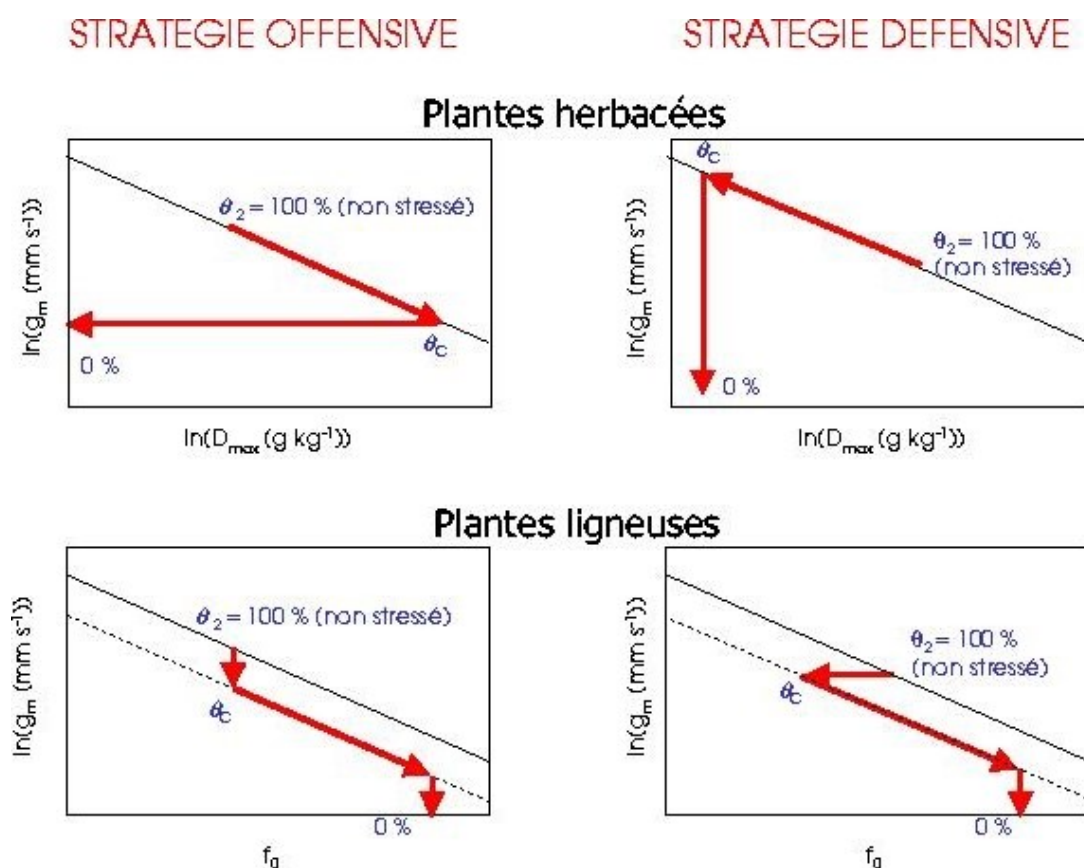 STRATEGIE OFFENSIVE
STRATEGIE DEFENSIVE
Plantes herbacées
ln(gₘ (mm s⁻¹))
θ₂ = 100 % (non stressé)
θC
0 %
ln(Dₘₐₓ (g kg⁻¹))
ln(gₘ (mm s⁻¹))
θC
θ₂ = 100 %
(non stressé)
0 %
ln(Dₘₐₓ (g kg⁻¹))
Plantes ligneuses
ln(gₘ (mm s⁻¹))
θ₂ = 100 % (non stressé)
θC
0 %
f₀
ln(gₘ (mm s⁻¹))
θ₂ = 100 %
(non stressé)
θC
0 %
f₀